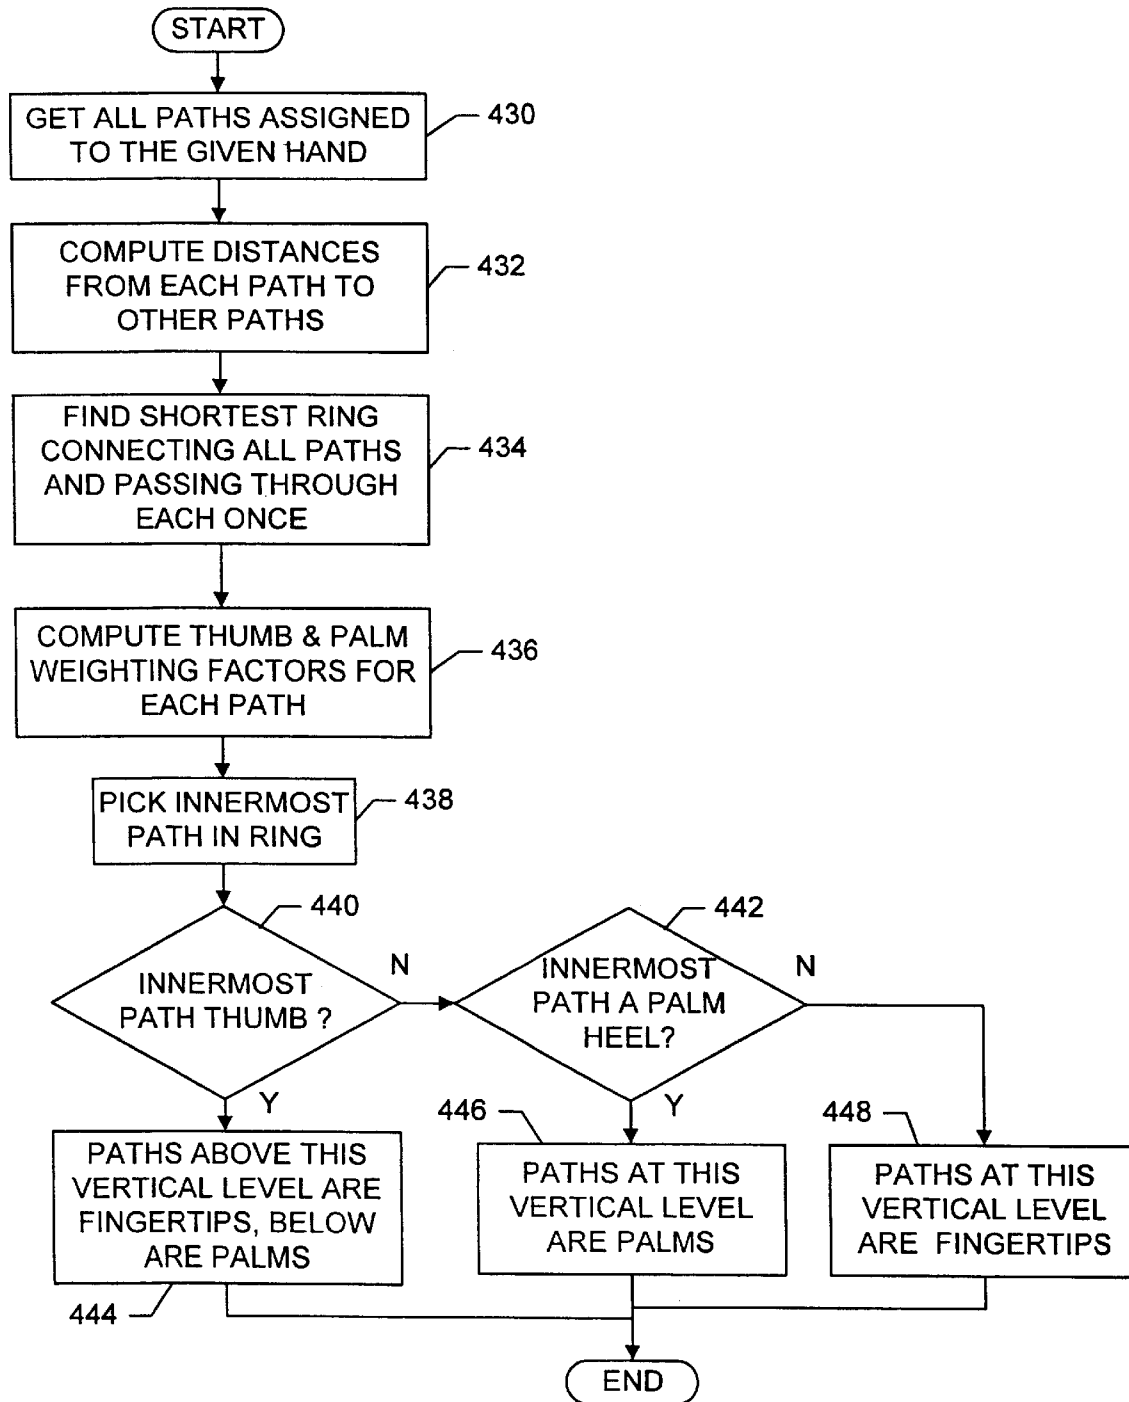 START
GET ALL PATHS ASSIGNED
TO THE GIVEN HAND
430
COMPUTE DISTANCES
FROM EACH PATH TO
OTHER PATHS
432
FIND SHORTEST RING
CONNECTING ALL PATHS
AND PASSING THROUGH
EACH ONCE
434
COMPUTE THUMB & PALM
WEIGHTING FACTORS FOR
EACH PATH
436
PICK INNERMOST
PATH IN RING
438
440
INNERMOST
PATH THUMB ?
N
Y
442
INNERMOST
PATH A PALM
HEEL?
N
Y
PATHS ABOVE THIS
VERTICAL LEVEL ARE
FINGERTIPS, BELOW
ARE PALMS
444
446
PATHS AT THIS
VERTICAL LEVEL
ARE PALMS
448
PATHS AT THIS
VERTICAL LEVEL
ARE FINGERTIPS
END